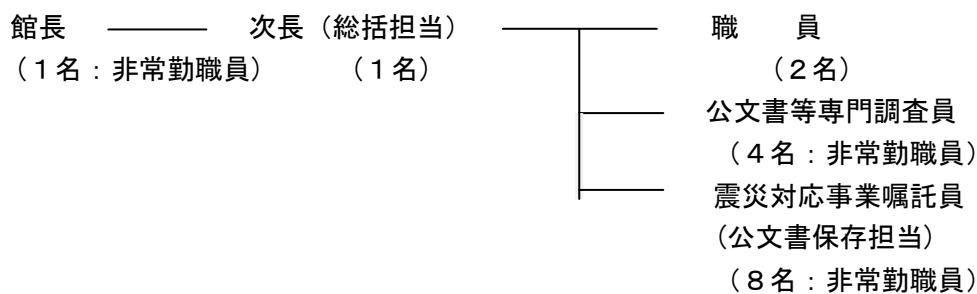 館長 次長（総括担当） 職 員
（１名：非常勤職員） （１名） （２名）
公文書等専門調査員
（４名：非常勤職員）
震災対応事業嘱託員
（公文書保存担当）
（８名：非常勤職員）